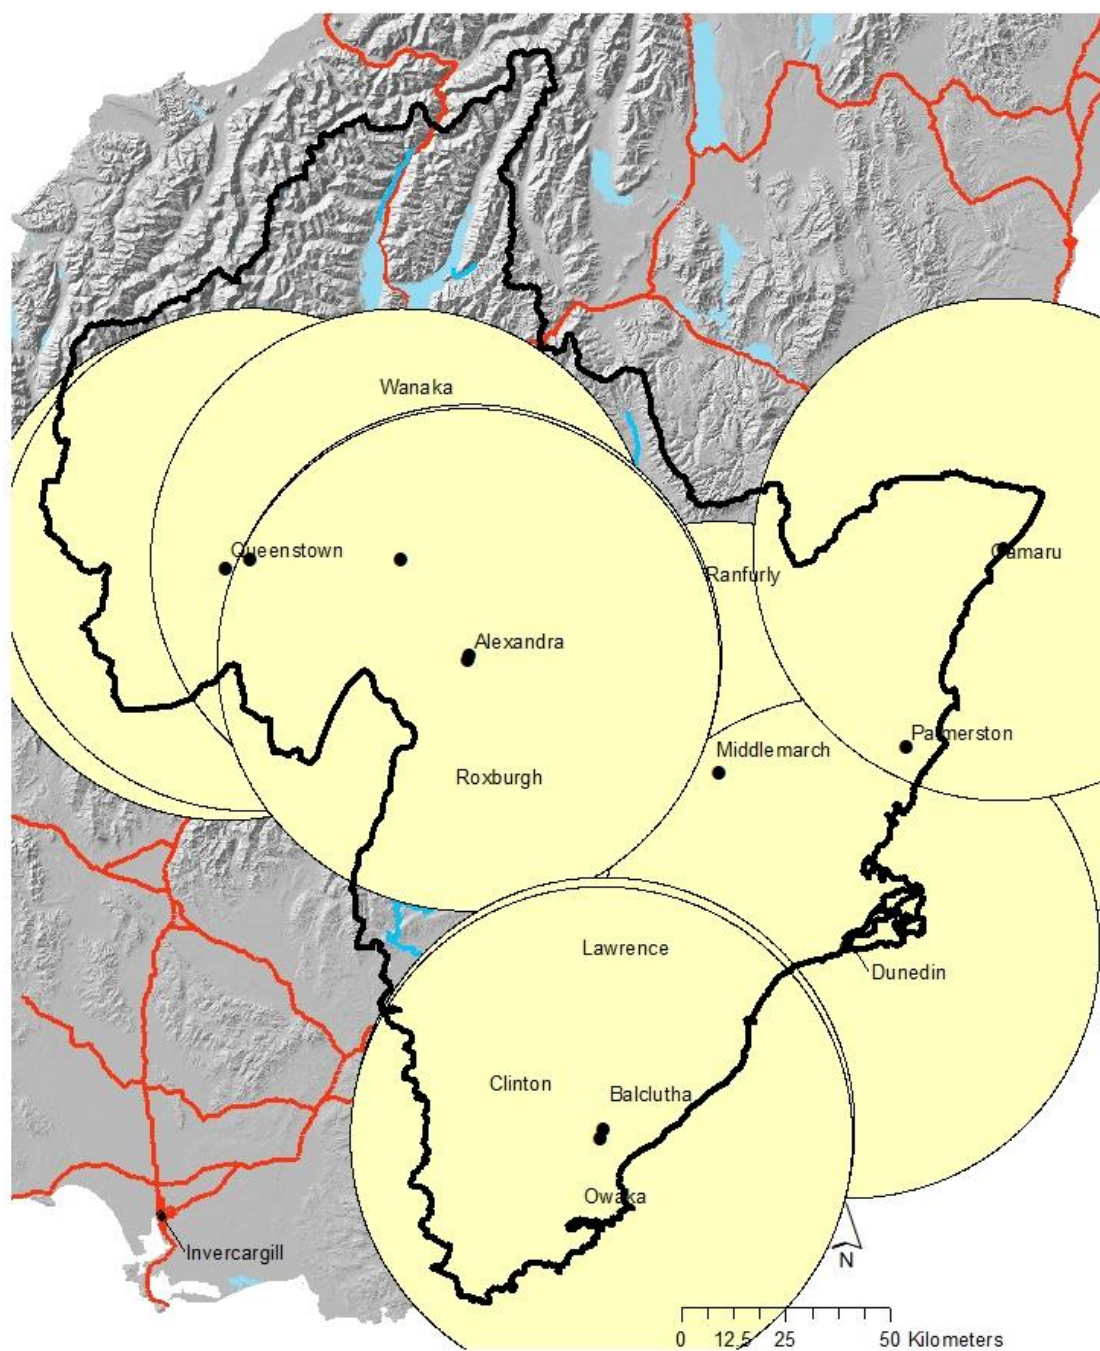 Wanaka
Queenstown
Oamaru
Ranfurly
Alexandra
Palmerston
Middlemarch
Roxburgh
Lawrence
Dunedin
Clinton
Balclutha
Owaka
Invercargill
N
0 12.5 25 50 Kilometers